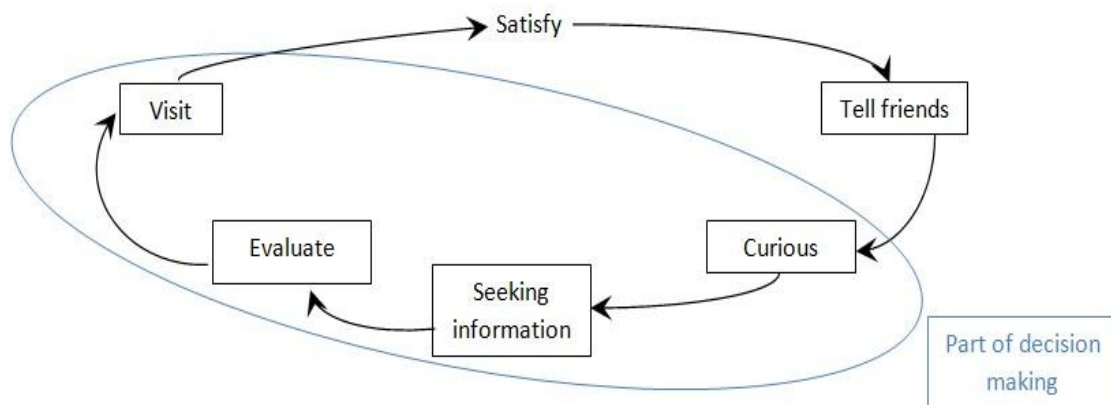 Satisfy
Visit
Tell friends
Evaluate
Curious
Seeking
information
Part of decision
making